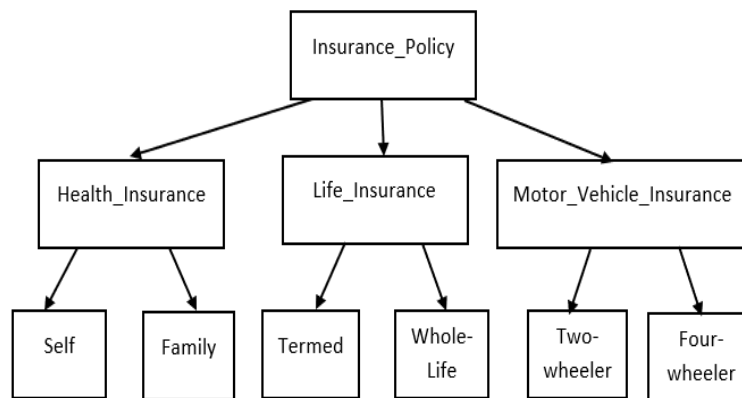 Insurance_Policy
Health_Insurance
Life_Insurance
Motor_Vehicle_Insurance
Self
Family
Termed
Whole-
Life
Two-
wheeler
Four-
wheeler